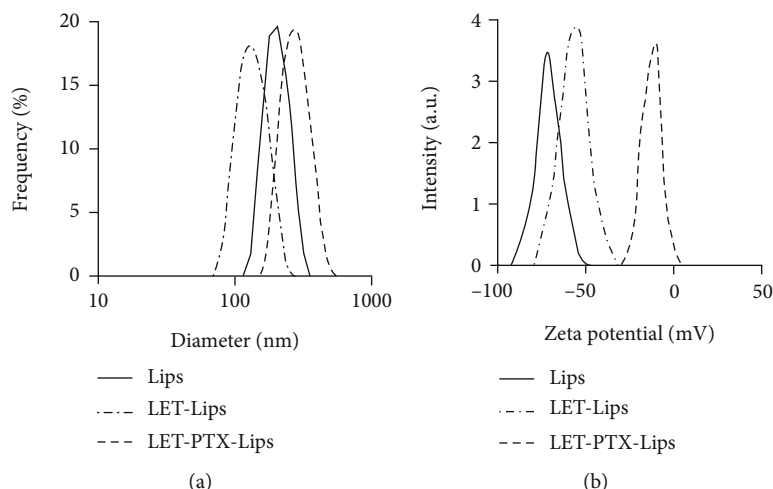 20
15
10
5
0
Frequency (%)
10
100
1000
Diameter (nm)
Lips
LET-Lips
LET-PTX-Lips
(a)
4
3
2
1
0
Intensity (a.u.)
−100
−50
0
50
Zeta potential (mV)
Lips
LET-Lips
LET-PTX-Lips
(b)